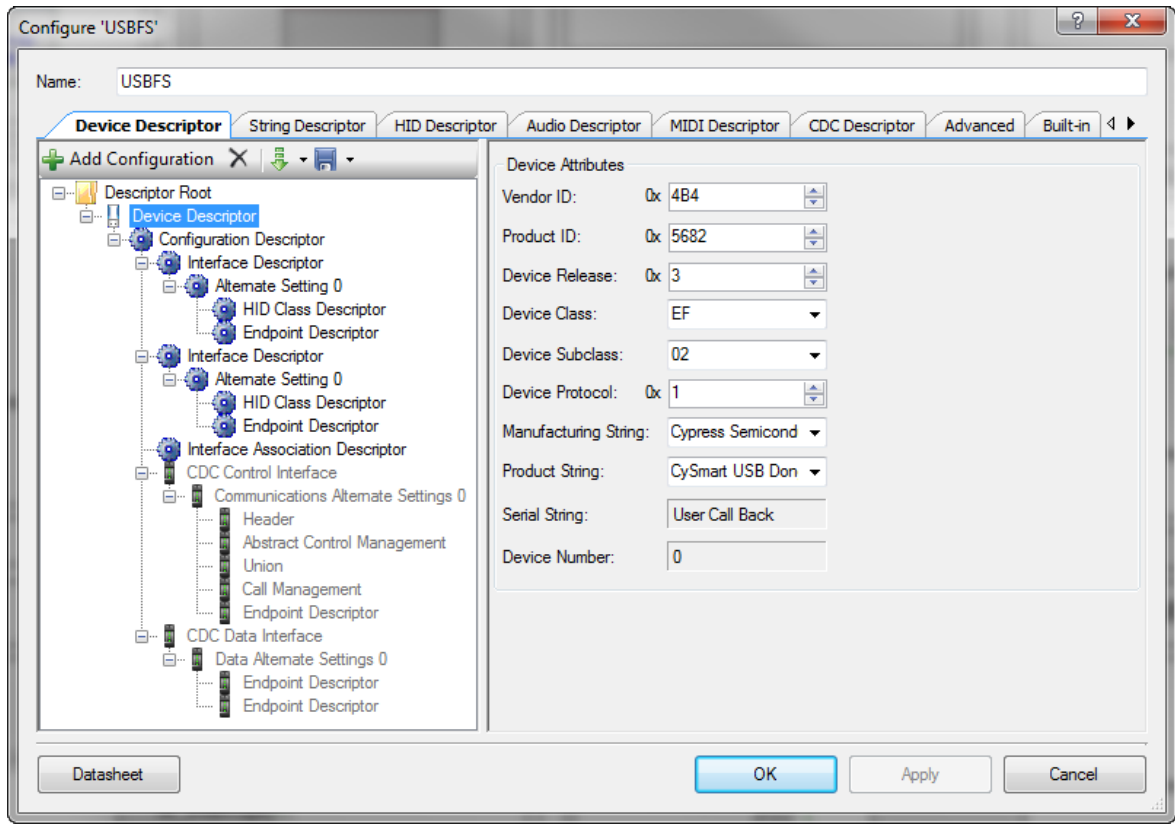 Configure 'USBFS'
Name: USBFS
Device Descriptor String Descriptor HID Descriptor Audio Descriptor MIDI Descriptor CDC Descriptor Advanced Built-in
Add Configuration
Descriptor Root
Device Descriptor
Configuration Descriptor
Interface Descriptor
Alternate Setting 0
HID Class Descriptor
Endpoint Descriptor
Interface Descriptor
Alternate Setting 0
HID Class Descriptor
Endpoint Descriptor
Interface Association Descriptor
CDC Control Interface
Communications Alternate Settings 0
Header
Abstract Control Management
Union
Call Management
Endpoint Descriptor
CDC Data Interface
Data Alternate Settings 0
Endpoint Descriptor
Endpoint Descriptor
Device Attributes
Vendor ID: 0x 4B4
Product ID: 0x 5682
Device Release: 0x 3
Device Class: EF
Device Subclass: 02
Device Protocol: 0x 1
Manufacturing String: Cypress Semicond
Product String: CySmart USB Don
Serial String: User Call Back
Device Number: 0
Datasheet OK Apply Cancel